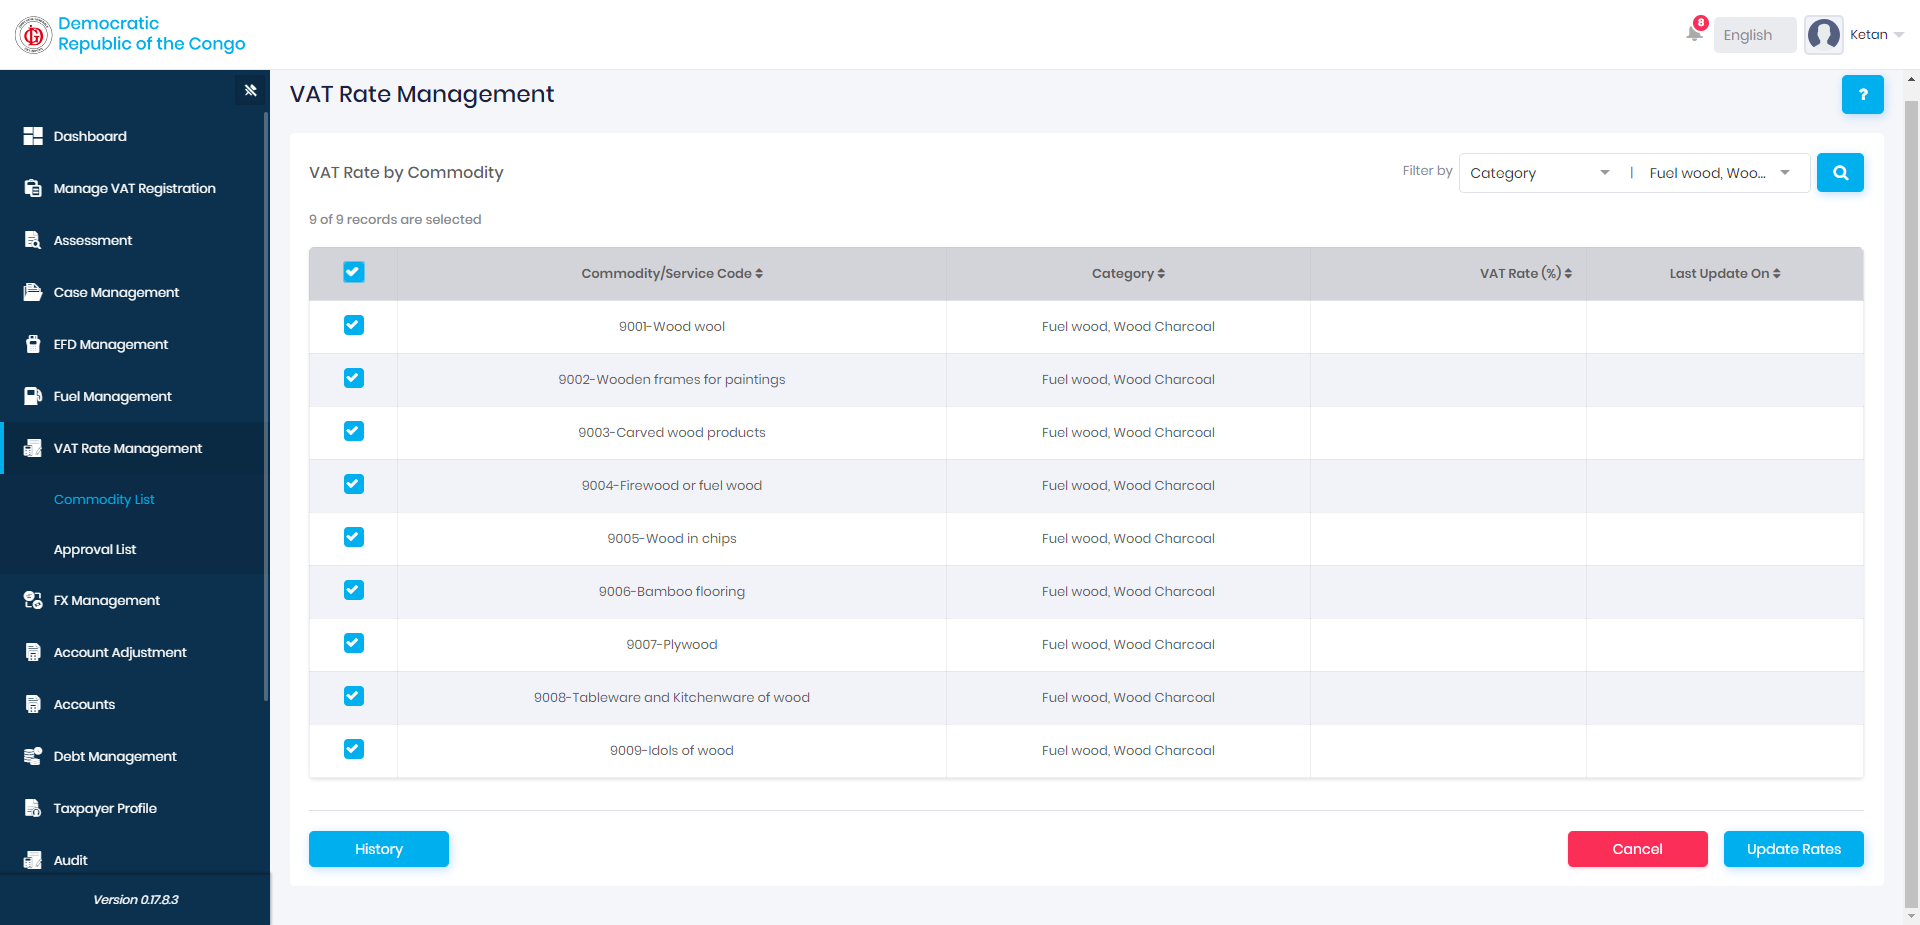 Democratic
Republic of the Congo
8
English
Ketan
VAT Rate Management
?
Dashboard
Manage VAT Registration
Assessment
Case Management
EFD Management
Fuel Management
VAT Rate Management
Commodity List
Approval List
FX Management
Account Adjustment
Accounts
Debt Management
Taxpayer Profile
Audit
Version 0.17.8.3
VAT Rate by Commodity
Filter by Category | Fuel wood, Woo...
9 of 9 records are selected
Commodity/Service Code Category VAT Rate (%) Last Update On
9001-Wood wool Fuel wood, Wood Charcoal
9002-Wooden frames for paintings Fuel wood, Wood Charcoal
9003-Carved wood products Fuel wood, Wood Charcoal
9004-Firewood or fuel wood Fuel wood, Wood Charcoal
9005-Wood in chips Fuel wood, Wood Charcoal
9006-Bamboo flooring Fuel wood, Wood Charcoal
9007-Plywood Fuel wood, Wood Charcoal
9008-Tableware and Kitchenware of wood Fuel wood, Wood Charcoal
9009-Idols of wood Fuel wood, Wood Charcoal
History
Cancel
Update Rates